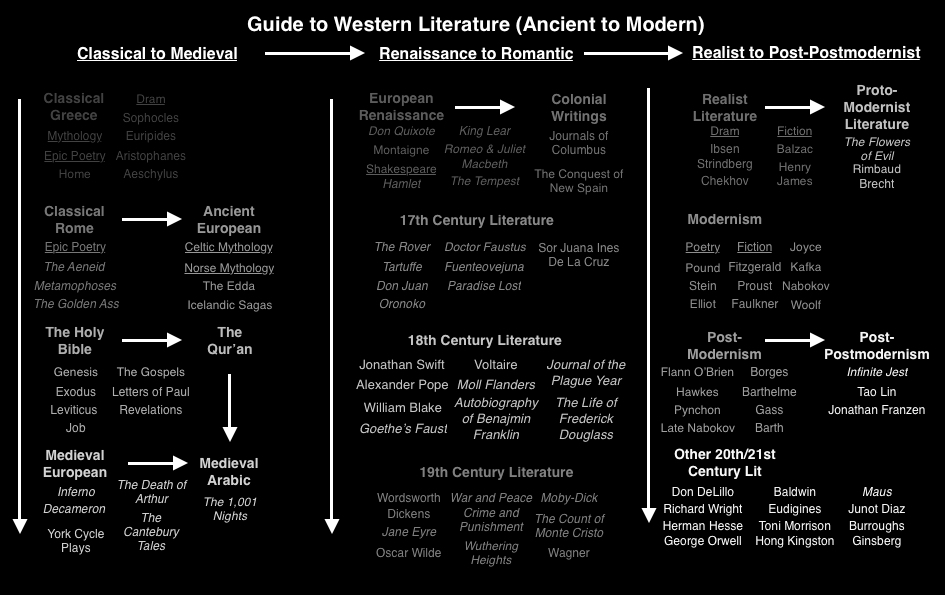 Guide to Western Literature (Ancient to Modern)
Classical to Medieval
Renaissance to Romantic
Realist to Post-Postmodernist
Classical
Greece
Mythology
Epic Poetry
Home
Dram
Sophocles
Euripides
Aristophanes
Aeschylus
Classical
Rome
Epic Poetry
The Aeneid
Metamophoses
The Golden Ass
Ancient
European
Celtic Mythology
Norse Mythology
The Edda
Icelandic Sagas
The Holy
Bible
Genesis
Exodus
Leviticus
Job
The Gospels
Letters of Paul
Revelations
The
Qur'an
Medieval
European
Inferno
Decameron
York Cycle
Plays
The Death of
Arthur
The
Cantebury
Tales
Medieval
Arabic
The 1,001
Nights
European
Renaissance
Don Quixote
Montaigne
Shakespeare
Hamlet
King Lear
Romeo & Juliet
Macbeth
The Tempest
Colonial
Writings
Journals of
Columbus
The Conquest of
New Spain
17th Century Literature
The Rover
Tartuffe
Don Juan
Oronoko
Doctor Faustus
Fuenteovejuna
Paradise Lost
Sor Juana Ines
De La Cruz
18th Century Literature
Jonathan Swift
Alexander Pope
William Blake
Goethe's Faust
Voltaire
Moll Flanders
Autobiography
of Benajmin
Franklin
Journal of the
Plague Year
The Life of
Frederick
Douglass
19th Century Literature
Wordsworth
Dickens
Jane Eyre
Oscar Wilde
War and Peace
Crime and
Punishment
Wuthering
Heights
Moby-Dick
The Count of
Monte Cristo
Wagner
Realist
Literature
Dram
Ibsen
Strindberg
Chekhov
Fiction
Balzac
Henry
James
Proto-
Modernist
Literature
The Flowers
of Evil
Rimbaud
Brecht
Modernism
Poetry
Pound
Stein
Elliot
Fiction
Fitzgerald
Proust
Faulkner
Joyce
Kafka
Nabokov
Woolf
Post-
Modernism
Flann O'Brien
Hawkes
Pynchon
Late Nabokov
Borges
Barthelme
Gass
Barth
Post-
Postmodernism
Infinite Jest
Tao Lin
Jonathan Franzen
Other 20th/21st
Century Lit
Don DeLillo
Richard Wright
Herman Hesse
George Orwell
Baldwin
Eudigines
Toni Morrison
Hong Kingston
Maus
Junot Diaz
Burroughs
Ginsberg